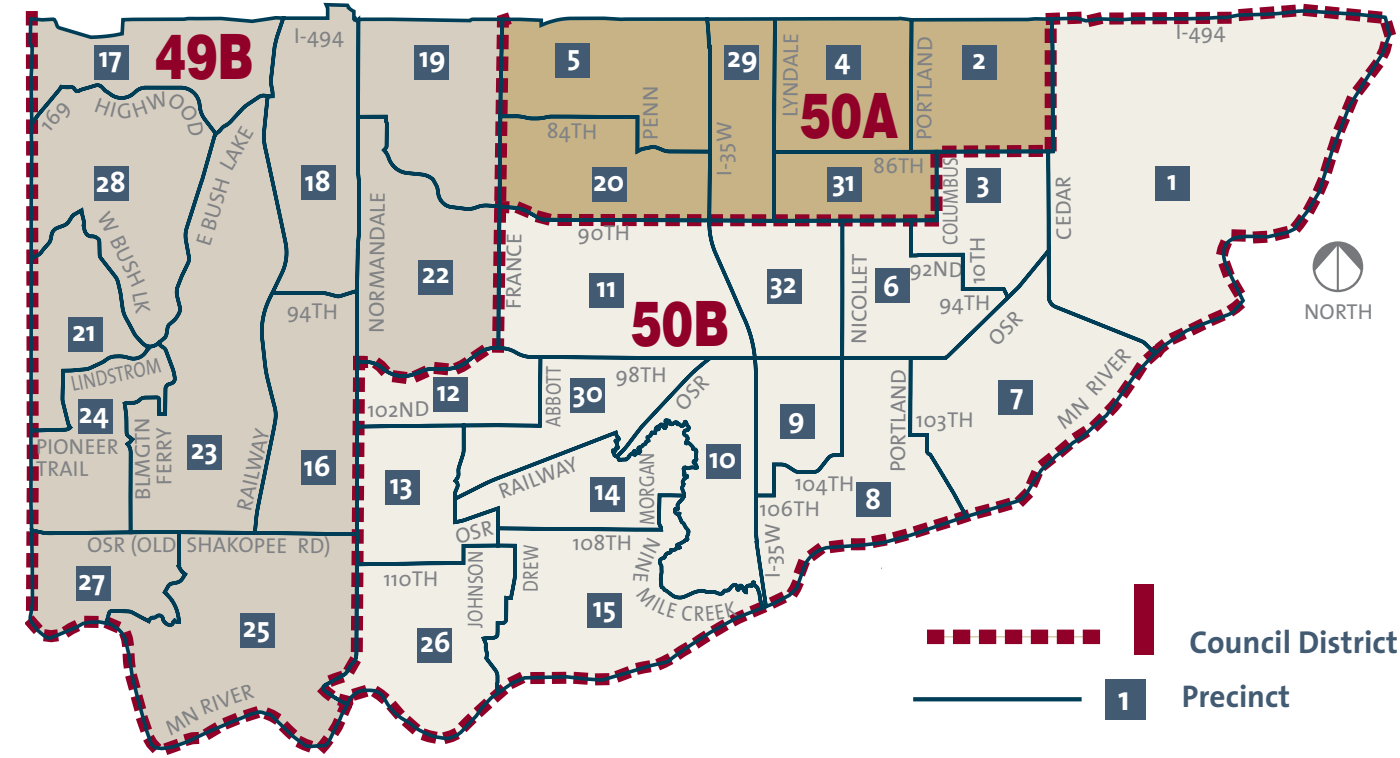 I-494
I-494
17
49B
19
5
29
LYNDALE
4
PORTLAND
2
50A
169
HIGHWOOD
PENN
84TH
I-35W
86TH
28
E BUSH LAKE
18
20
31
COLUMBUS
3
1
CEDAR
W BUSH LK
NORMANDALE
22
FRANCE
90TH
11
32
NICOLLET
6
92ND
10TH
94TH
OSR
NORTH
94TH
50B
21
LINDSTROM
24
PIONEER
TRAIL
BLMGTN
FERRY
23
RAILWAY
16
12
102ND
ABBOTT
30
98TH
OSR
9
PORTLAND
103TH
7
MN RIVER
13
RAILWAY
14
MORGAN
10
104TH
106TH
8
OSR
108TH
I-35W
OSR (OLD SHAKOPEE RD)
27
110TH
JOHNSON
DREW
NINE
MILE CREEK
15
25
26
MN RIVER
Council District
1
Precinct